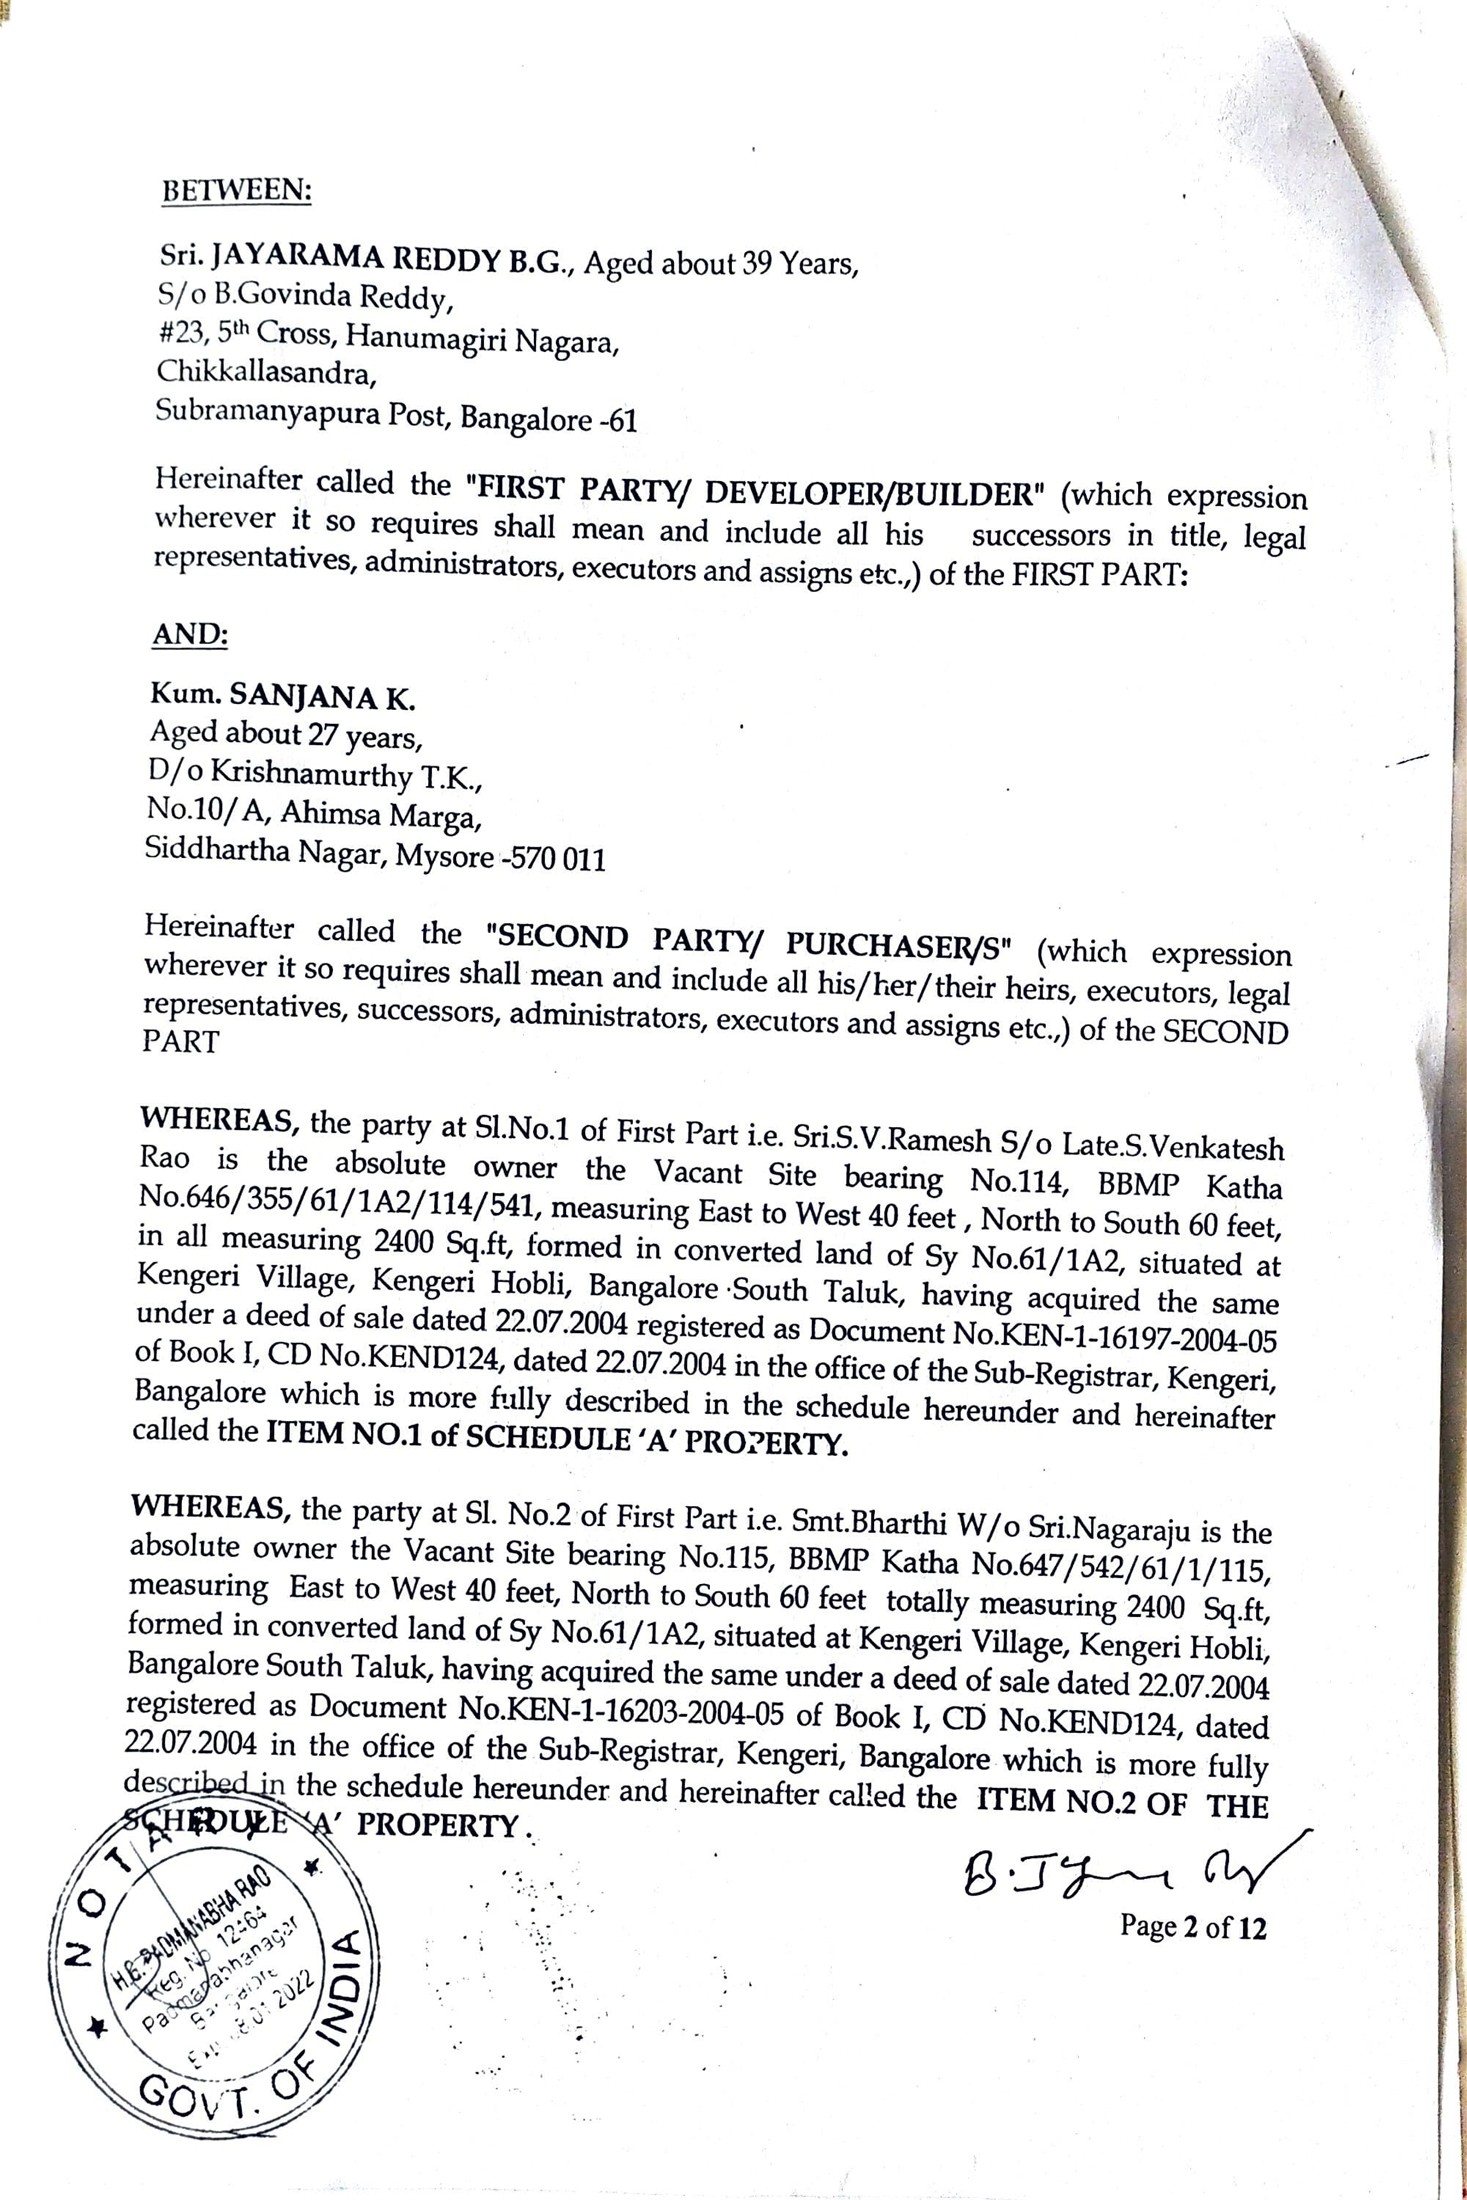 BETWEEN:
Sri. JAYARAMA REDDY B.G., Aged about 39 Years,
S/o B.Govinda Reddy,
#23, 5th Cross, Hanumagiri Nagara,
Chikkallasandra,
Subramanyapura Post, Bangalore -61
Hereinafter called the "FIRST PARTY/ DEVELOPER/BUILDER" (which expression
wherever it so requires shall mean and include all his successors in title, legal
representatives, administrators, executors and assigns etc.,) of the FIRST PART:
AND:
Kum. SANJANA K.
Aged about 27 years,
D/o Krishnamurthy T.K.,
No.10/A, Ahimsa Marga,
Siddhartha Nagar, Mysore -570 011
Hereinafter called the "SECOND PARTY/ PURCHASER/S" (which expression
wherever it so requires shall mean and include all his/her/their heirs, executors, legal
representatives, successors, administrators, executors and assigns etc.,) of the SECOND
PART
WHEREAS, the party at Sl.No.1 of First Part i.e. Sri.S.V.Ramesh S/o Late.S.Venkatesh
Rao is the absolute owner the Vacant Site bearing No.114, BBMP Katha
No.646/355/61/1A2/114/541, measuring East to West 40 feet , North to South 60 feet,
in all measuring 2400 Sq.ft, formed in converted land of Sy No.61/1A2, situated at
Kengeri Village, Kengeri Hobli, Bangalore South Taluk, having acquired the same
under a deed of sale dated 22.07.2004 registered as Document No.KEN-1-16197-2004-05
of Book I, CD No.KEND124, dated 22.07.2004 in the office of the Sub-Registrar, Kengeri,
Bangalore which is more fully described in the schedule hereunder and hereinafter
called the ITEM NO.1 of SCHEDULE 'A' PROPERTY.
WHEREAS, the party at Sl. No.2 of First Part i.e. Smt.Bharthi W/o Sri.Nagaraju is the
absolute owner the Vacant Site bearing No.115, BBMP Katha No.647/542/61/1/115,
measuring East to West 40 feet, North to South 60 feet totally measuring 2400 Sq.ft,
formed in converted land of Sy No.61/1A2, situated at Kengeri Village, Kengeri Hobli,
Bangalore South Taluk, having acquired the same under a deed of sale dated 22.07.2004
registered as Document No.KEN-1-16203-2004-05 of Book I, CD No.KEND124, dated
22.07.2004 in the office of the Sub-Registrar, Kengeri, Bangalore which is more fully
described in the schedule hereunder and hereinafter called the ITEM NO.2 OF THE
SCHEDULE 'A' PROPERTY.
Page 2 of 12
NOTARY
PADMANABHA RAO
Reg. No
Padmanabhanagar
Bangalore
2022
GOVT. OF INDIA